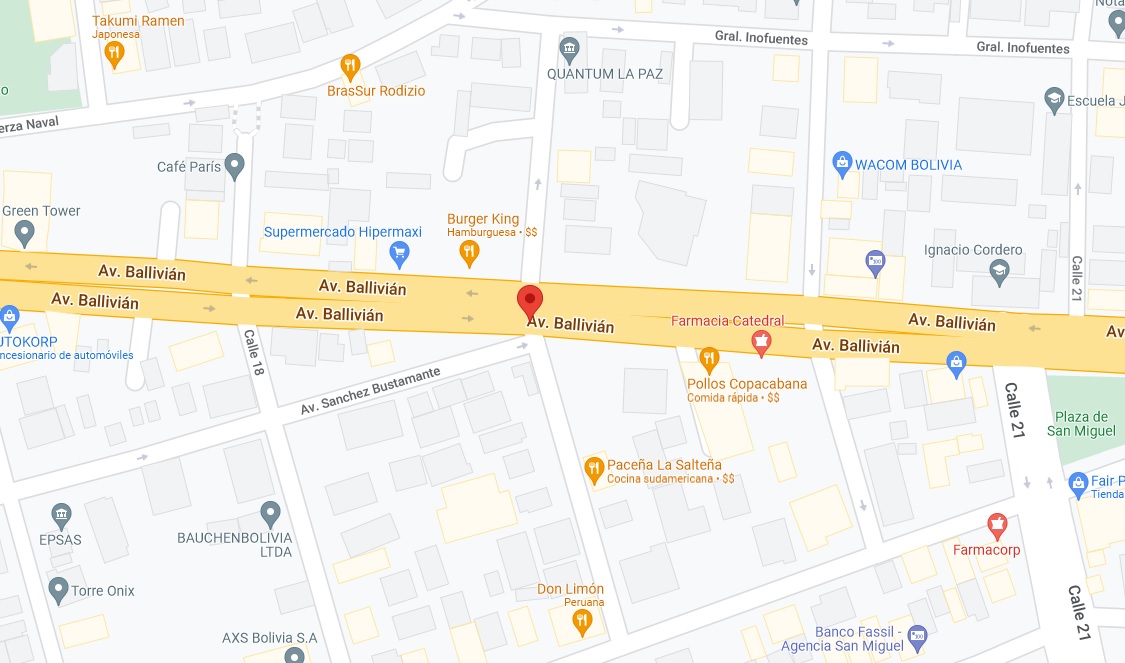 Takumi Ramen
Japonesa
Nota
Gral. Inofuentes
Gral. Inofuentes
QUANTUM LA PAZ
BrasSur Rodizio
o
Escuela J
erza Naval
Café París
WACOM BOLIVIA
Green Tower
Burger King
Hamburguesa • $$
Supermercado Hipermaxi
Ignacio Cordero
Calle 21
Av. Ballivián
Av. Ballivián
Av. Ballivián
Av. Ballivián
Av. Ballivián
Farmacia Catedral
Av. Ballivián
Av
Av. Ballivián
UTOKORP
ncesionario de automóviles
Calle 18
Av. Sanchez Bustamante
Pollos Copacabana
Comida rápida • $$
Calle 21
Plaza de
San Miguel
Paceña La Salteña
Cocina sudamericana • $$
Fair P
Tienda
EPSAS
BAUCHENBOLIVIA
LTDA
Farmacorp
Torre Onix
Don Limón
Peruana
Calle 21
AXS Bolivia S.A
Banco Fassil -
Agencia San Miguel